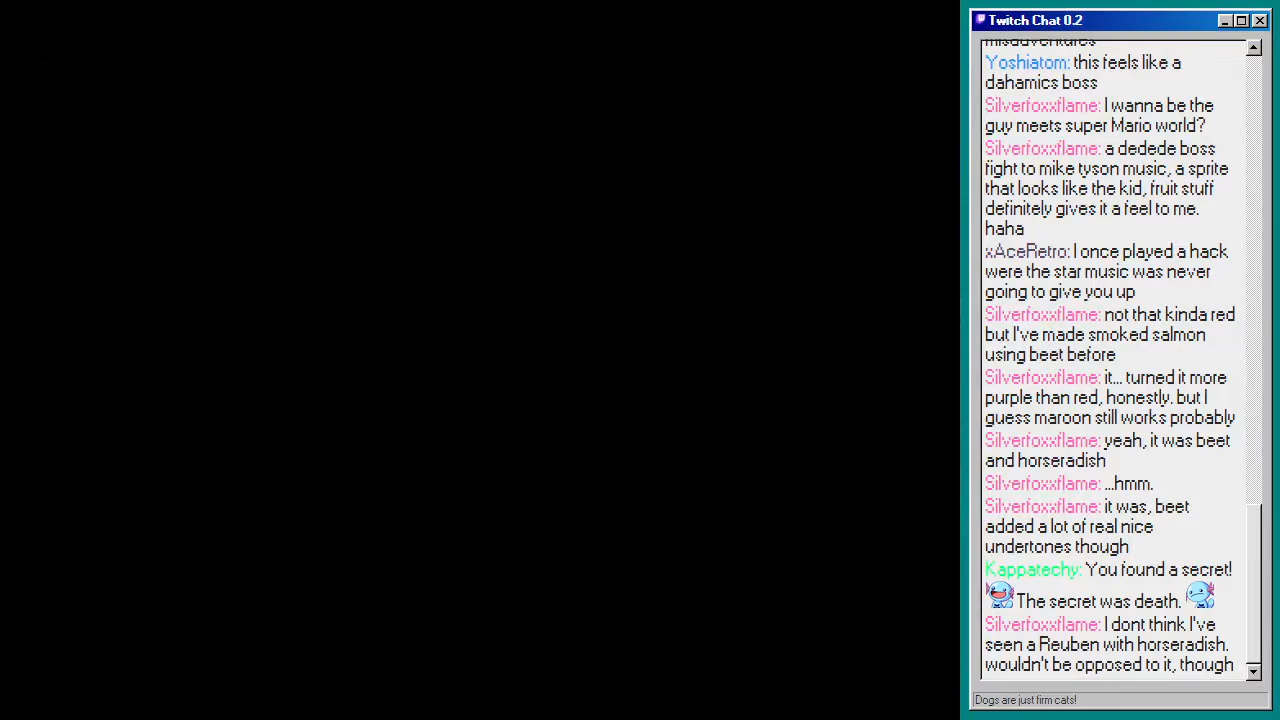 Twitch Chat 0.2
misadventures
Yoshiatom: this feels like a
dahamics boss
Silverfoxxflame: I wanna be the
guy meets super Mario world?
Silverfoxxflame: a dedede boss
fight to mike tyson music, a sprite
that looks like the kid, fruit stuff
definitely gives it a feel to me.
haha
xAceRetro: I once played a hack
were the star music was never
going to give you up
Silverfoxxflame: not that kinda red
but I've made smoked salmon
using beet before
Silverfoxxflame: it... turned it more
purple than red, honestly. but I
guess maroon still works probably
Silverfoxxflame: yeah, it was beet
and horseradish
Silverfoxxflame: ...hmm.
Silverfoxxflame: it was, beet
added a lot of real nice
undertones though
Kappatechy: You found a secret!
The secret was death.
Silverfoxxflame: I dont think I've
seen a Reuben with horseradish.
wouldn't be opposed to it, though
Dogs are just firm cats!